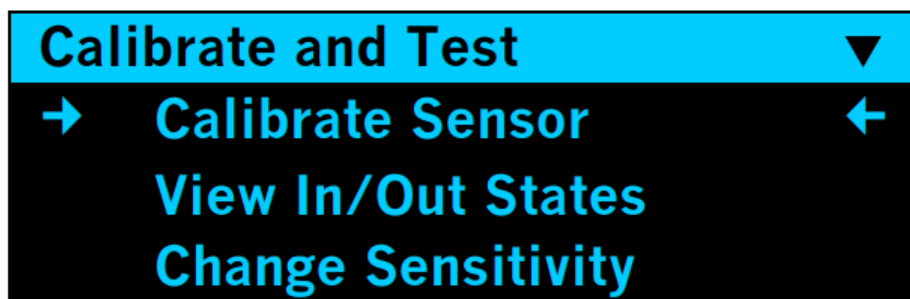 Calibrate and Test
Calibrate Sensor
View In/Out States
Change Sensitivity